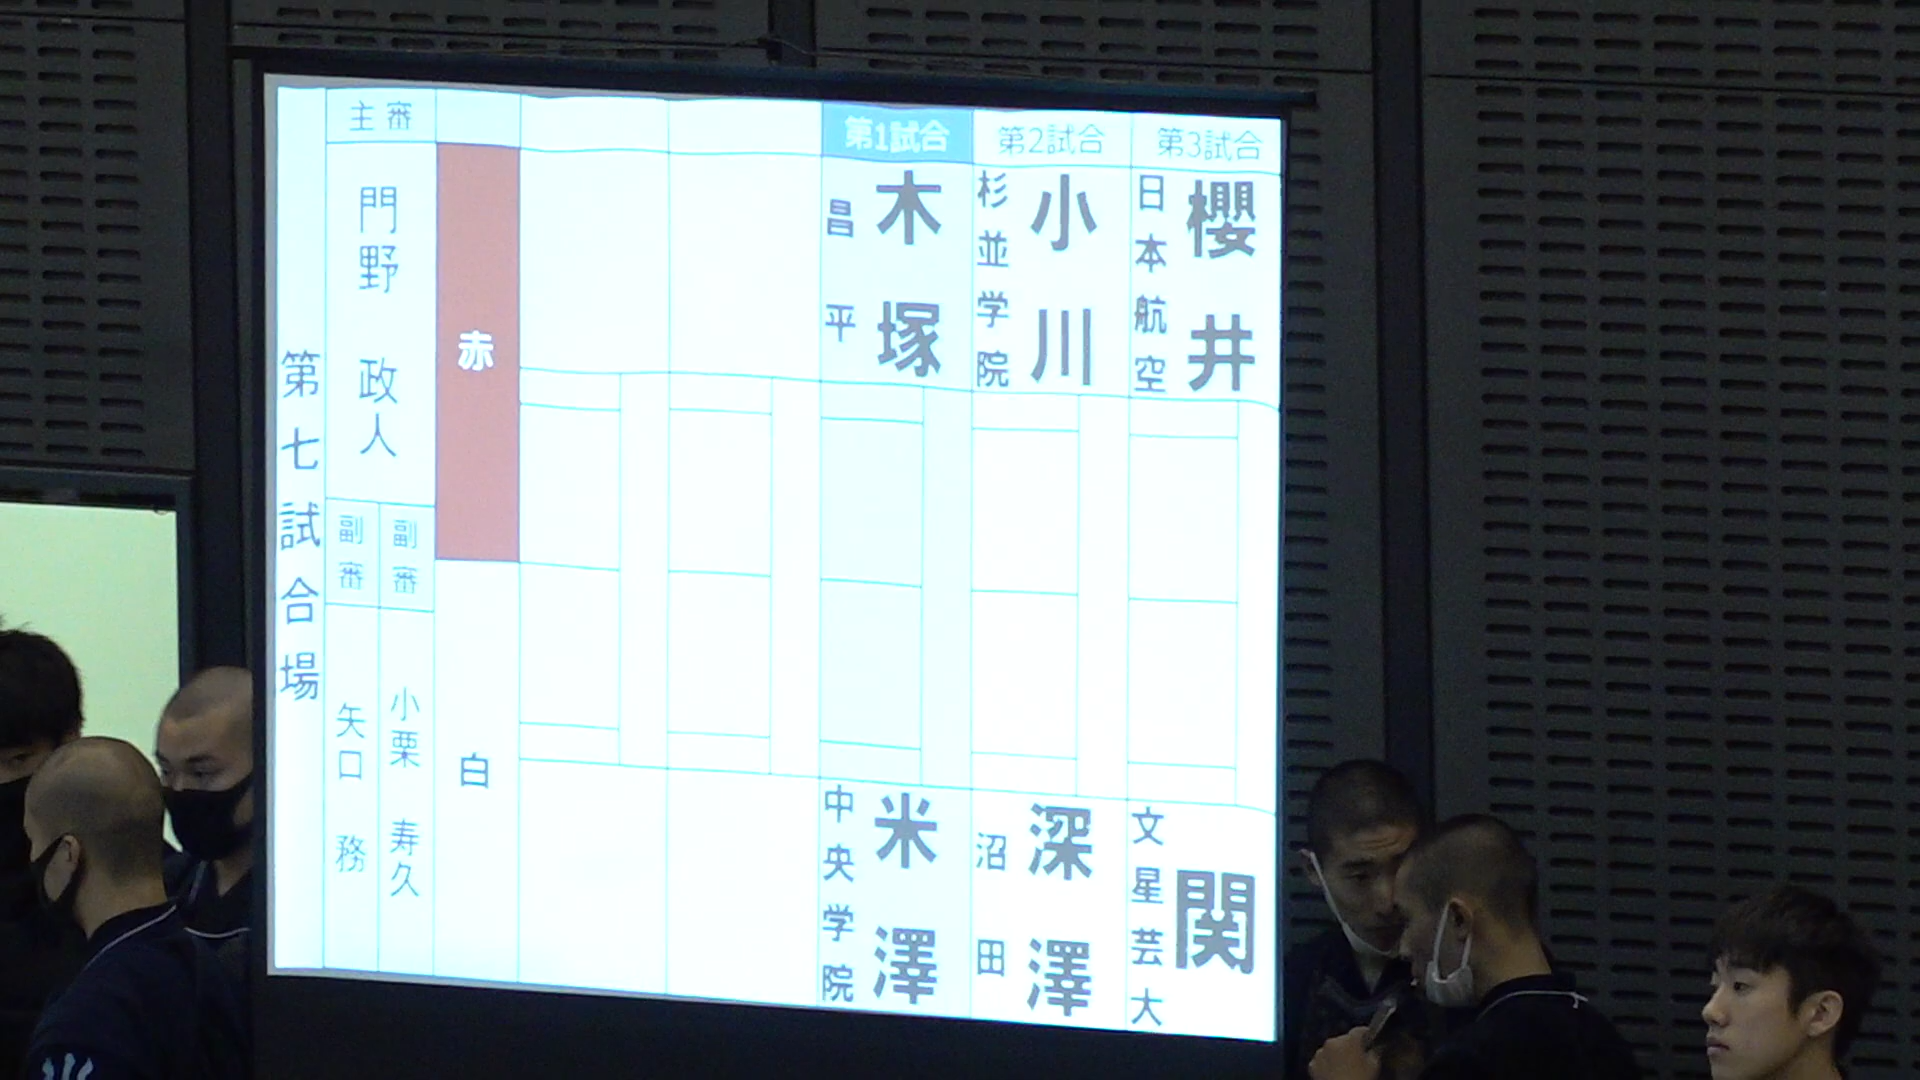 第七試合場
主審
門野 政人
副審
矢口 務
副審
小栗 寿久
赤
白
第1試合
昌平
木塚
中央学院
米澤
第2試合
杉並学院
小川
沼田
深澤
第3試合
日本航空
櫻井
文星芸大
関